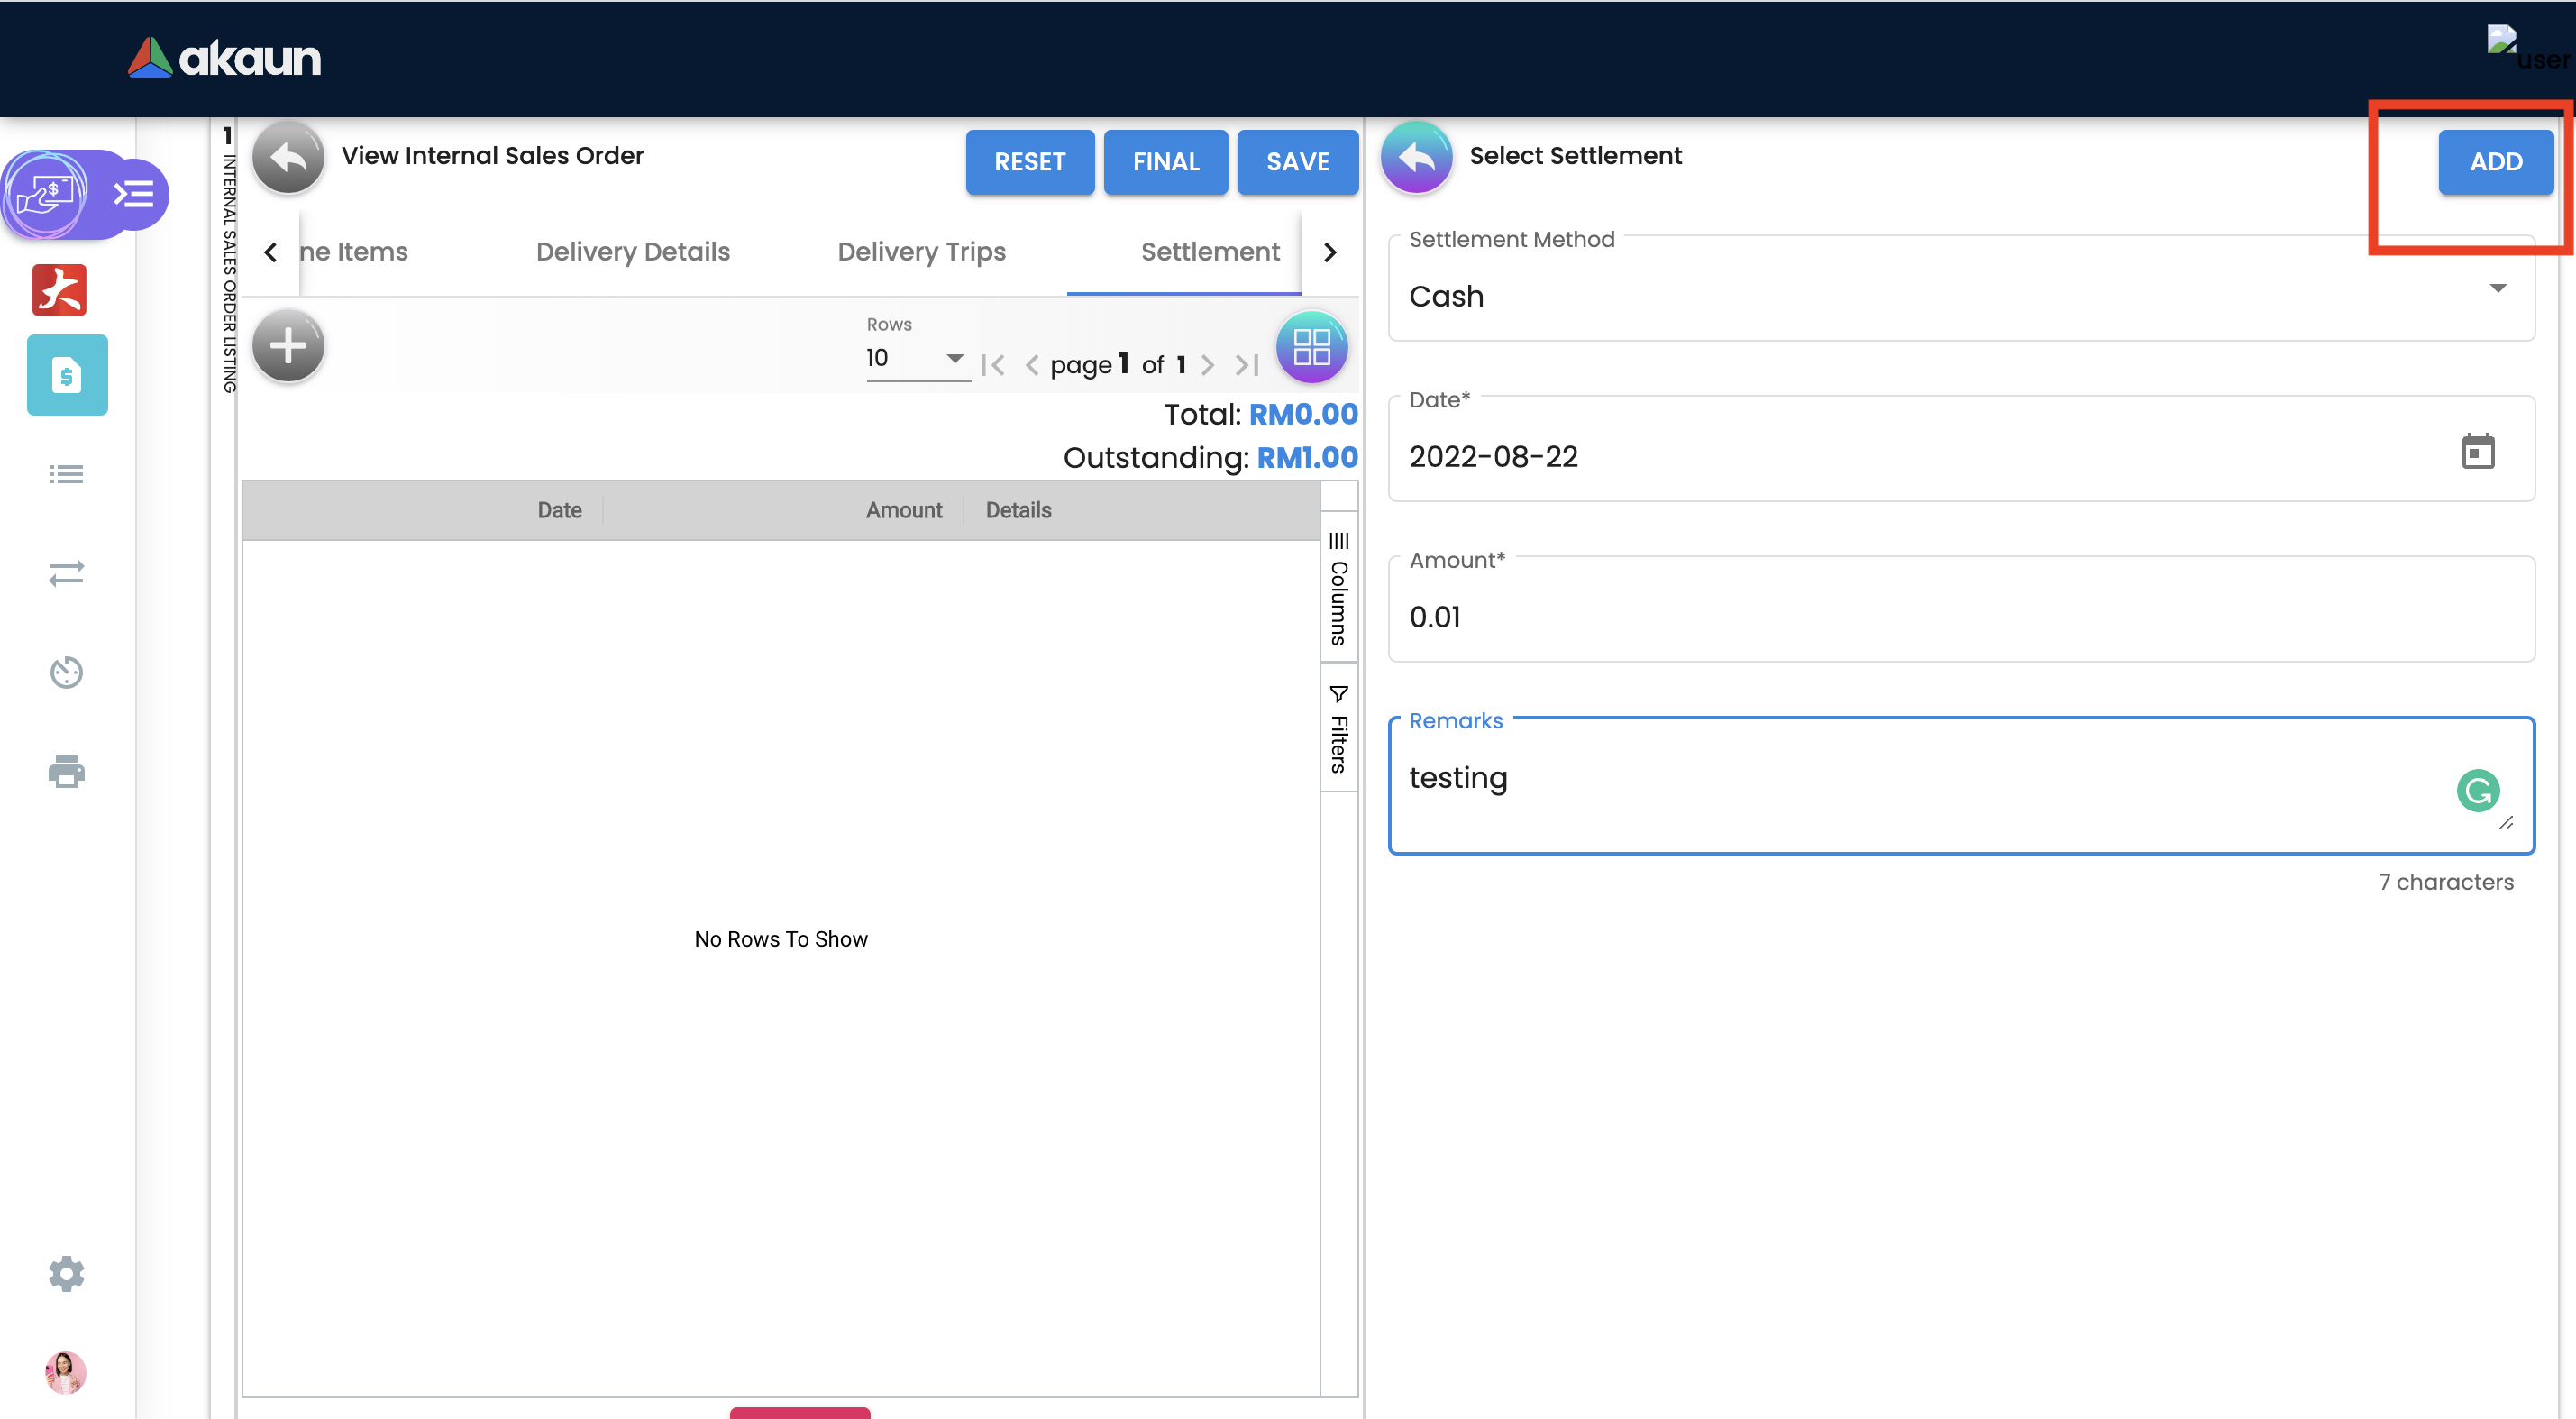 akaun
user
1 INTERNAL SALES ORDER LISTING
View Internal Sales Order
RESET
FINAL
SAVE
ne Items
Delivery Details
Delivery Trips
Settlement
Rows
10
page 1 of 1
Total: RM0.00
Outstanding: RM1.00
Date
Amount
Details
Columns
Filters
No Rows To Show
Select Settlement
ADD
Settlement Method
Cash
Date*
2022-08-22
Amount*
0.01
Remarks
testing
7 characters